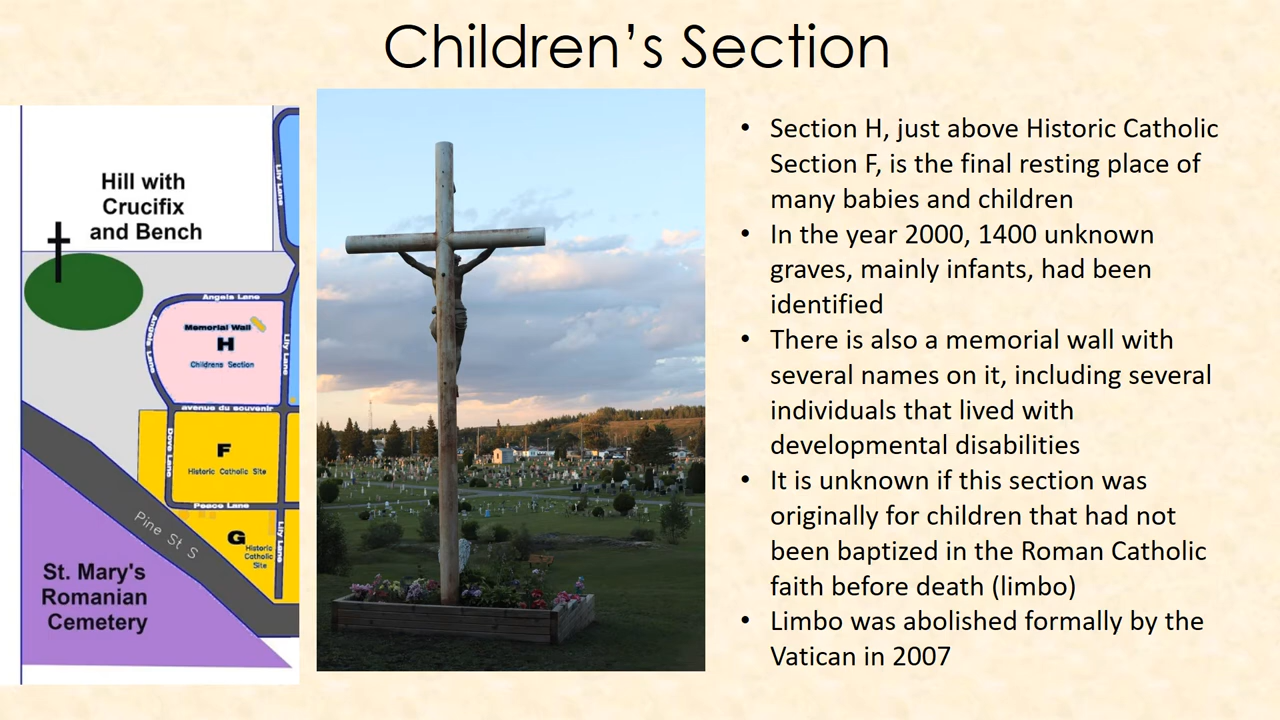 Children's Section
Hill with
Crucifix
and Bench
Lily Lane
Angels Lane
Angels Lane
Memorial Wall
H
Childrens Section
Lily Lane
avenue du souvenir
Dove Lane
F
Historic Catholic Site
Peace Lane
Pine St S
G
Historic
Catholic
Site
Lily Lane
St. Mary's
Romanian
Cemetery
• Section H, just above Historic Catholic
Section F, is the final resting place of
many babies and children
• In the year 2000, 1400 unknown
graves, mainly infants, had been
identified
• There is also a memorial wall with
several names on it, including several
individuals that lived with
developmental disabilities
• It is unknown if this section was
originally for children that had not
been baptized in the Roman Catholic
faith before death (limbo)
• Limbo was abolished formally by the
Vatican in 2007